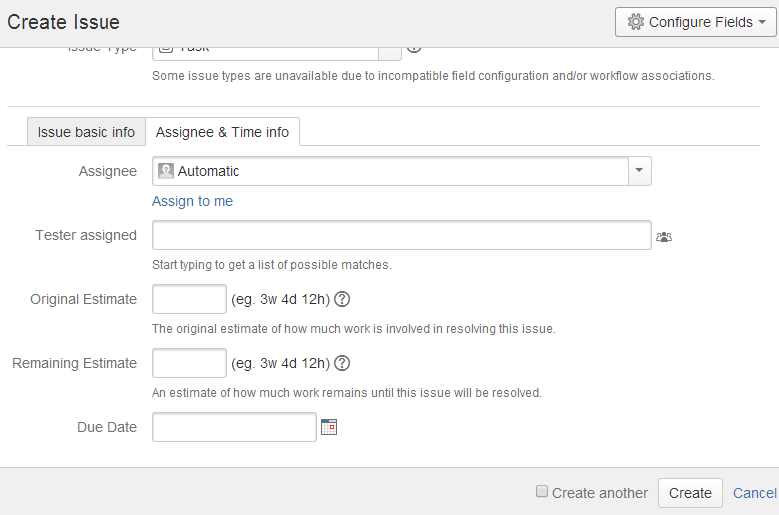 Create Issue
Configure Fields
Issue Type Task
Some issue types are unavailable due to incompatible field configuration and/or workflow associations.
Issue basic info Assignee & Time info
Assignee Automatic
Assign to me
Tester assigned
Start typing to get a list of possible matches.
Original Estimate (eg. 3w 4d 12h) ?
The original estimate of how much work is involved in resolving this issue.
Remaining Estimate (eg. 3w 4d 12h) ?
An estimate of how much work remains until this issue will be resolved.
Due Date
Create another Create Cancel